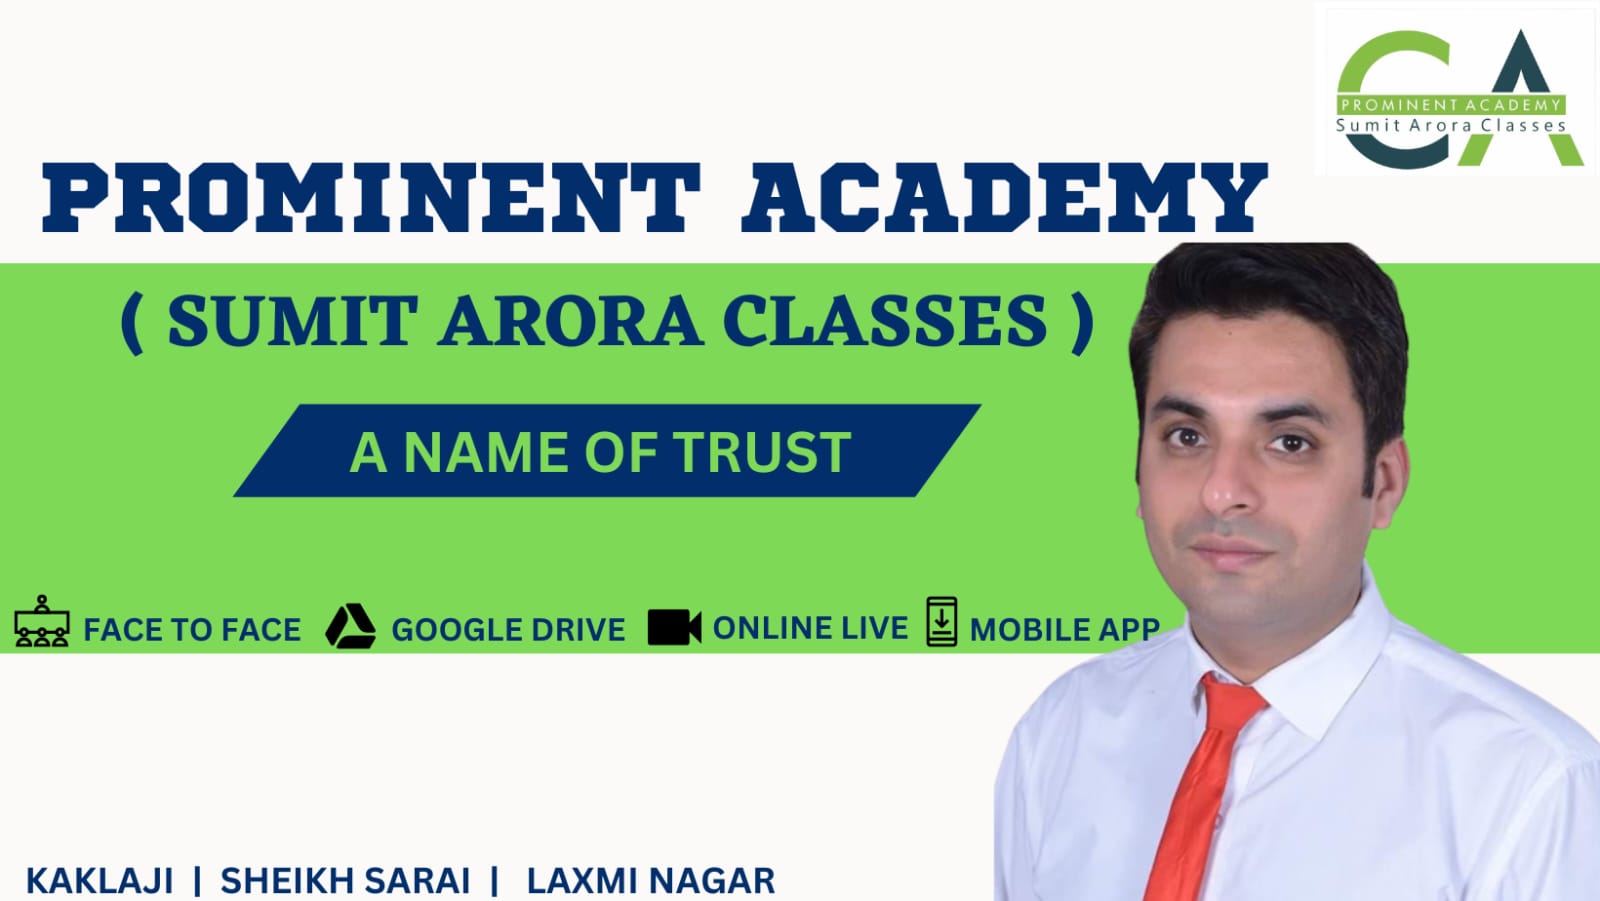 PROMINENT ACADEMY
Sumit Arora Classes
PROMINENT ACADEMY
( SUMIT ARORA CLASSES )
A NAME OF TRUST
FACE TO FACE GOOGLE DRIVE ONLINE LIVE MOBILE APP
KAKLAJI | SHEIKH SARAI | LAXMI NAGAR